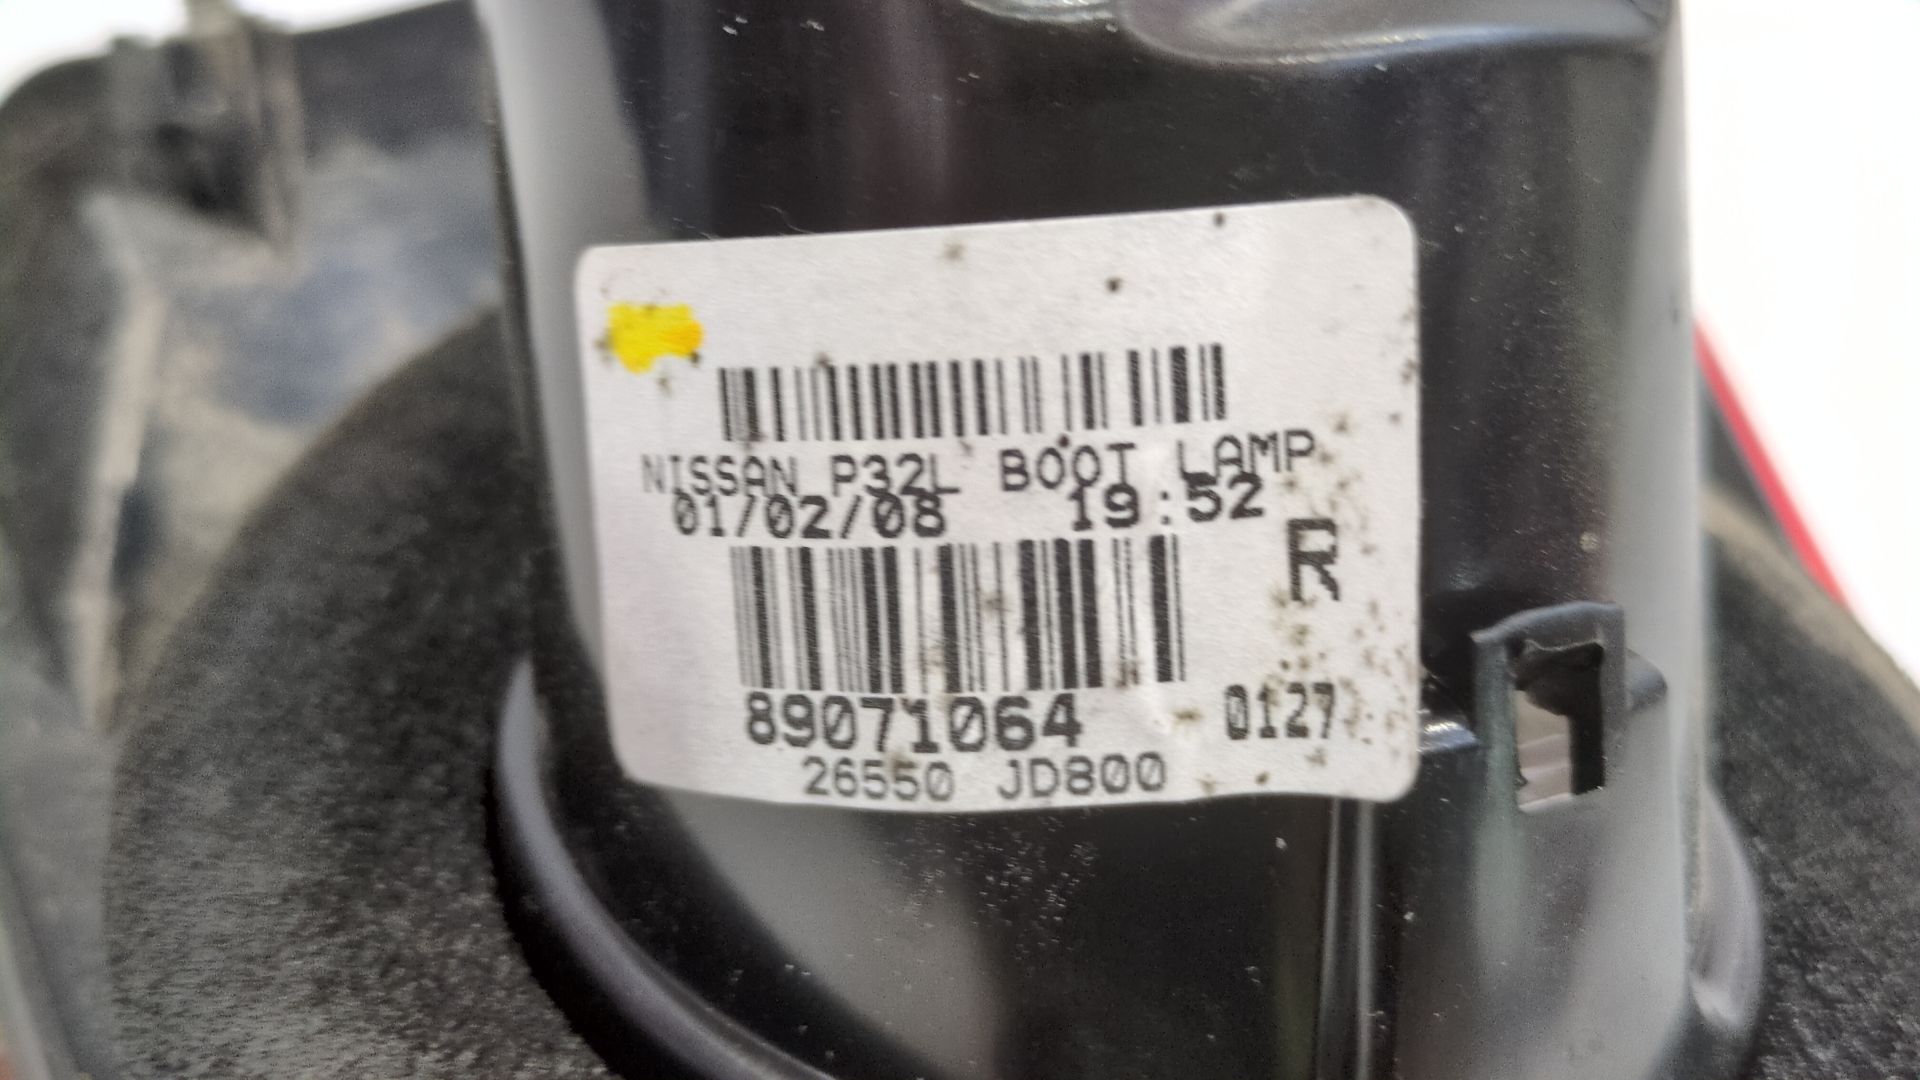 NISSAN P32L BOOT LAMP
01/02/08 19:52
R
89071064 0127
26550 JD800